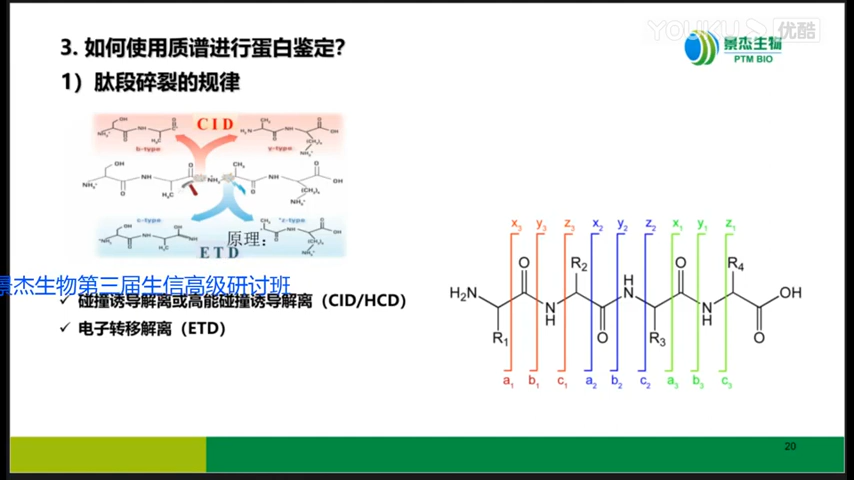 YOUKU 优酷
3. 如何使用质谱进行蛋白鉴定?
景杰生物
PTM BIO
1）肽段碎裂的规律
CID
b-type
y-type
c-type
z-type
原理：
ETD
景杰生物第三届生信高级研讨班
✓ 碰撞诱导解离或高能碰撞诱导解离（CID/HCD）
✓ 电子转移解离（ETD）
x3 y3 z3 x2 y2 z2 x1 y1 z1
O R2 O R4
H2N N H N H N H OH
R1 O R3 O
a1 b1 c1 a2 b2 c2 a3 b3 c3
20